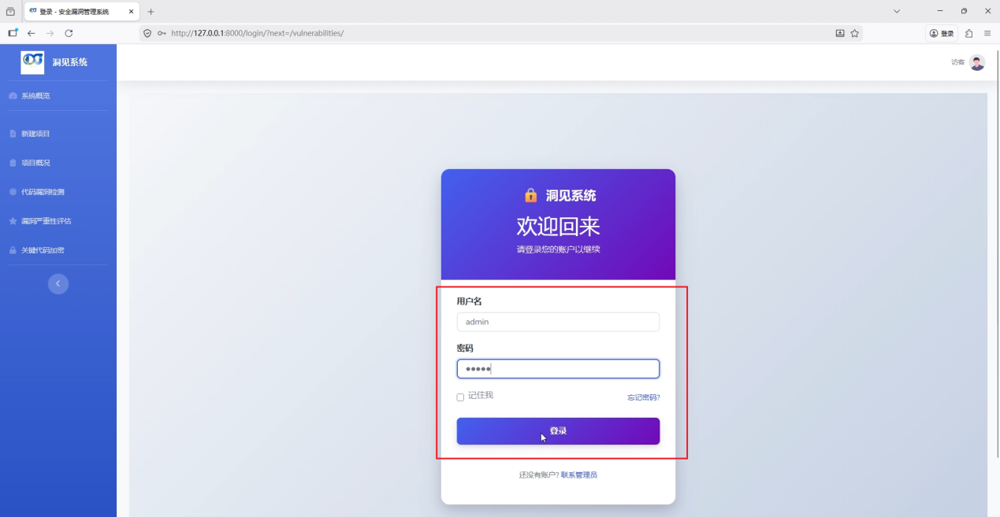 登录 - 安全漏洞管理系统
http://127.0.0.1:8000/login/?next=/vulnerabilities/
登录
洞见系统
访客
系统概览
新建项目
项目概况
代码漏洞检测
漏洞严重性评估
关键代码加密
洞见系统
欢迎回来
请登录您的账户以继续
用户名
admin
密码
●●●●●
记住我
忘记密码?
登录
还没有账户? 联系管理员